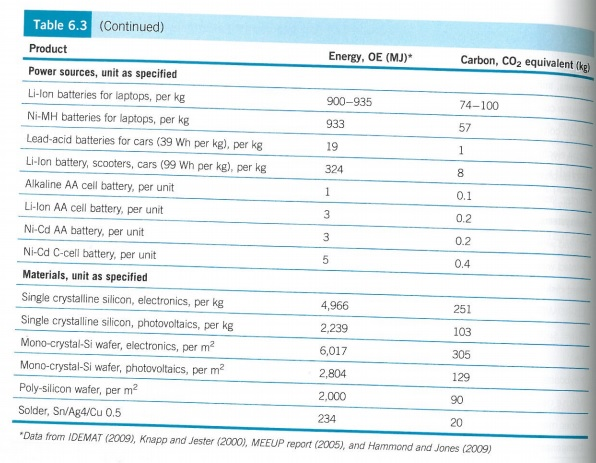 Table 6.3 (Continued)
Product Energy, OE (MJ)* Carbon, CO₂ equivalent (kg)
Power sources, unit as specified
Li-Ion batteries for laptops, per kg 900–935 74–100
Ni-MH batteries for laptops, per kg 933 57
Lead-acid batteries for cars (39 Wh per kg), per kg 19 1
Li-Ion battery, scooters, cars (99 Wh per kg), per kg 324 8
Alkaline AA cell battery, per unit 1 0.1
Li-Ion AA cell battery, per unit 3 0.2
Ni-Cd AA battery, per unit 3 0.2
Ni-Cd C-cell battery, per unit 5 0.4
Materials, unit as specified
Single crystalline silicon, electronics, per kg 4,966 251
Single crystalline silicon, photovoltaics, per kg 2,239 103
Mono-crystal-Si wafer, electronics, per m² 6,017 305
Mono-crystal-Si wafer, photovoltaics, per m² 2,804 129
Poly-silicon wafer, per m² 2,000 90
Solder, Sn/Ag4/Cu 0.5 234 20
*Data from IDEMAT (2009), Knapp and Jester (2000), MEEUP report (2005), and Hammond and Jones (2009)